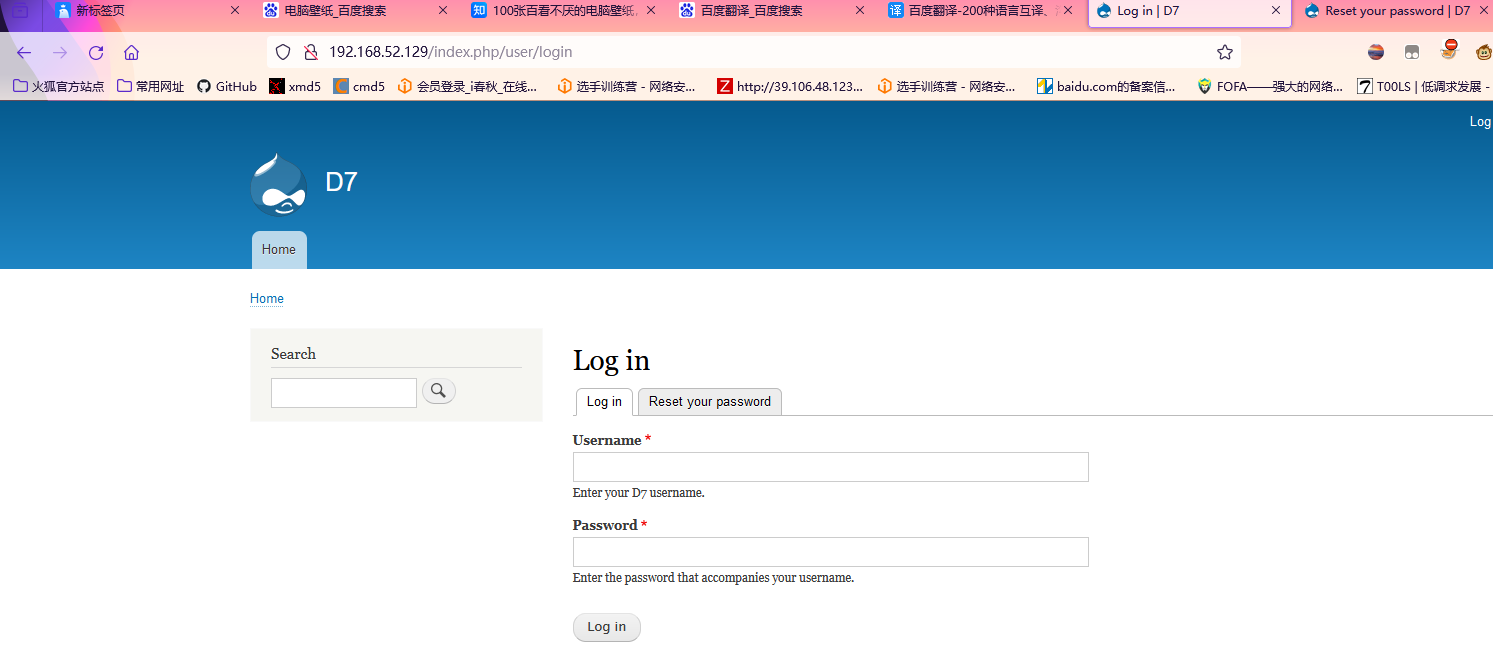 新标签页 电脑壁纸_百度搜索 100张百看不厌的电脑壁纸, 百度翻译_百度搜索 百度翻译-200种语言互译、 Log in | D7 Reset your password | D7
192.168.52.129/index.php/user/login
火狐官方站点 常用网址 GitHub xmd5 cmd5 会员登录_i春秋_在线... 选手训练营 - 网络安... http://39.106.48.123... 选手训练营 - 网络安... baidu.com的备案信... FOFA——强大的网络... T00LS | 低调求发展 -
Log
D7
Home
Home
Search
Log in
Log in Reset your password
Username *
Enter your D7 username.
Password *
Enter the password that accompanies your username.
Log in